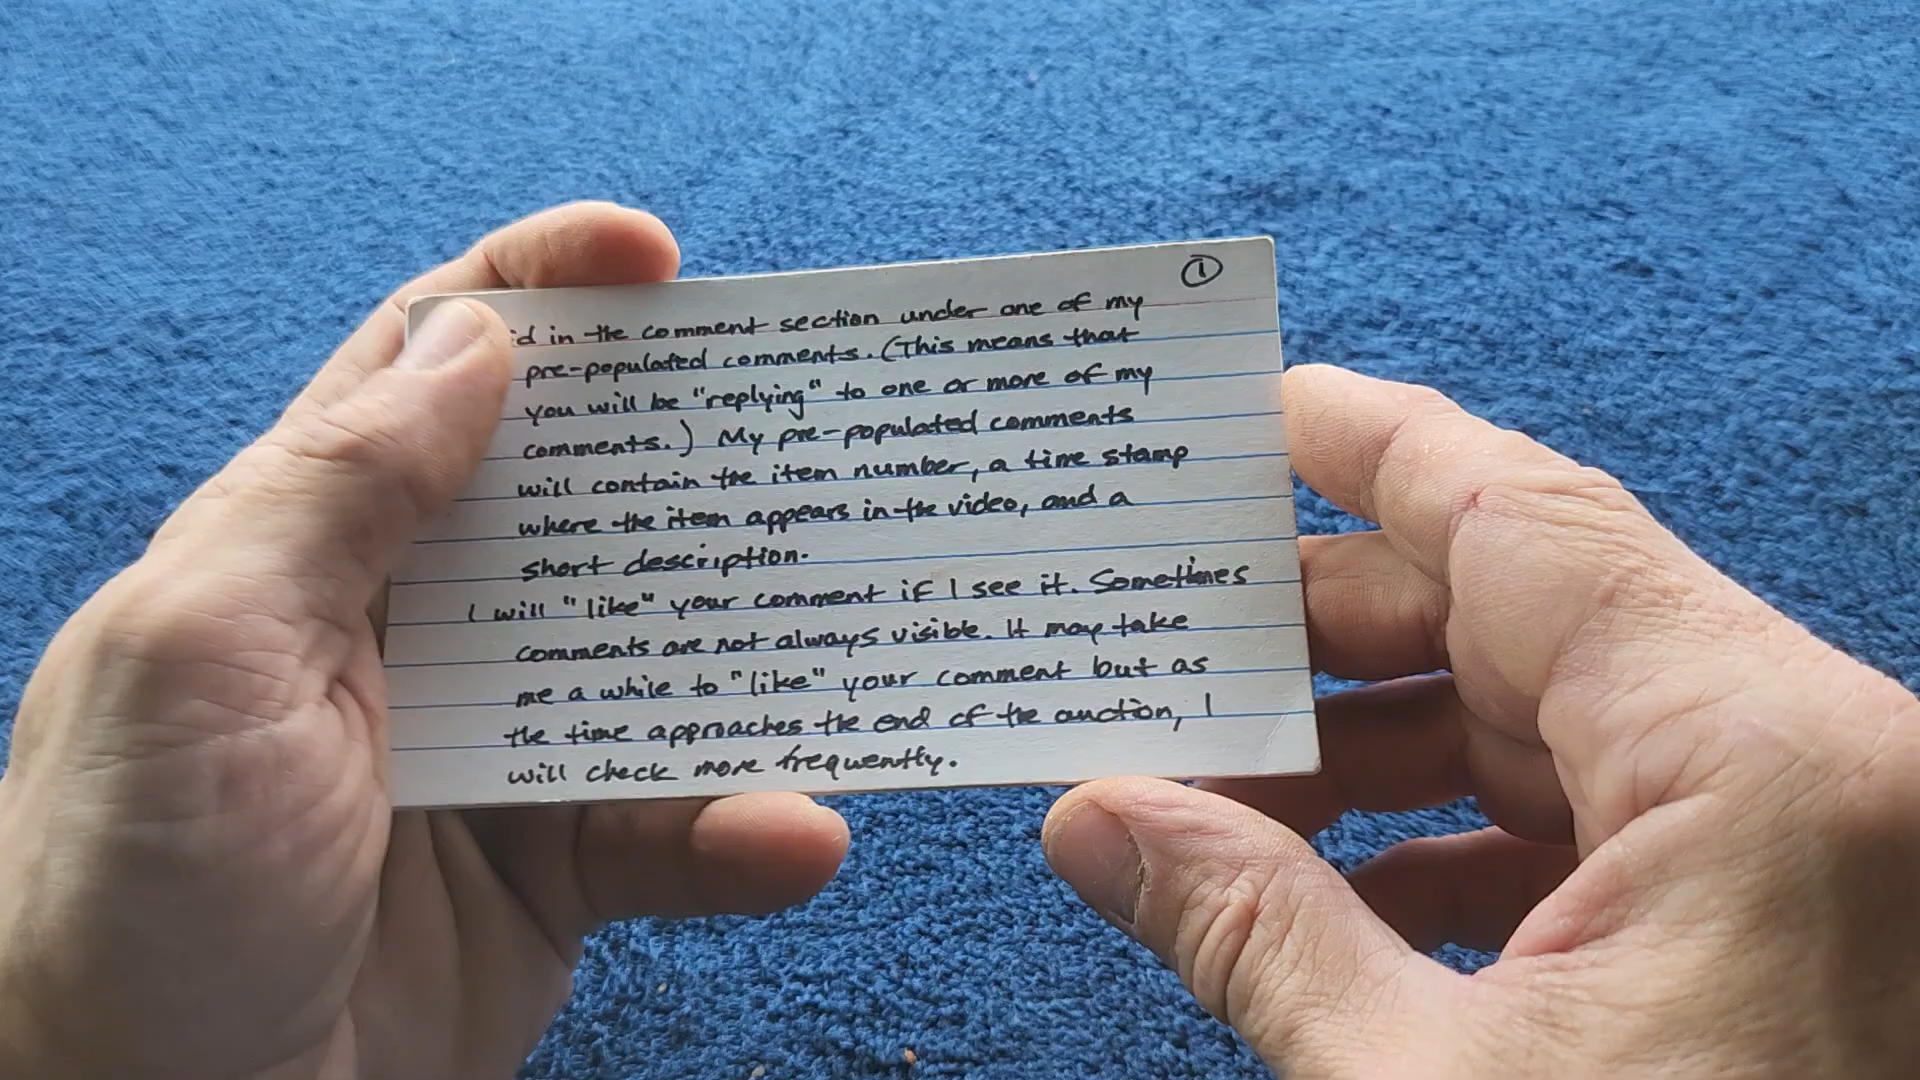 ①
id in the comment section under one of my
pre-populated comments. (This means that
you will be "replying" to one or more of my
comments.) My pre-populated comments
will contain the item number, a time stamp
where the item appears in the video, and a
short description.
I will "like" your comment if I see it. Sometimes
comments are not always visible. It may take
me a while to "like" your comment but as
the time approaches the end of the auction, I
will check more frequently.